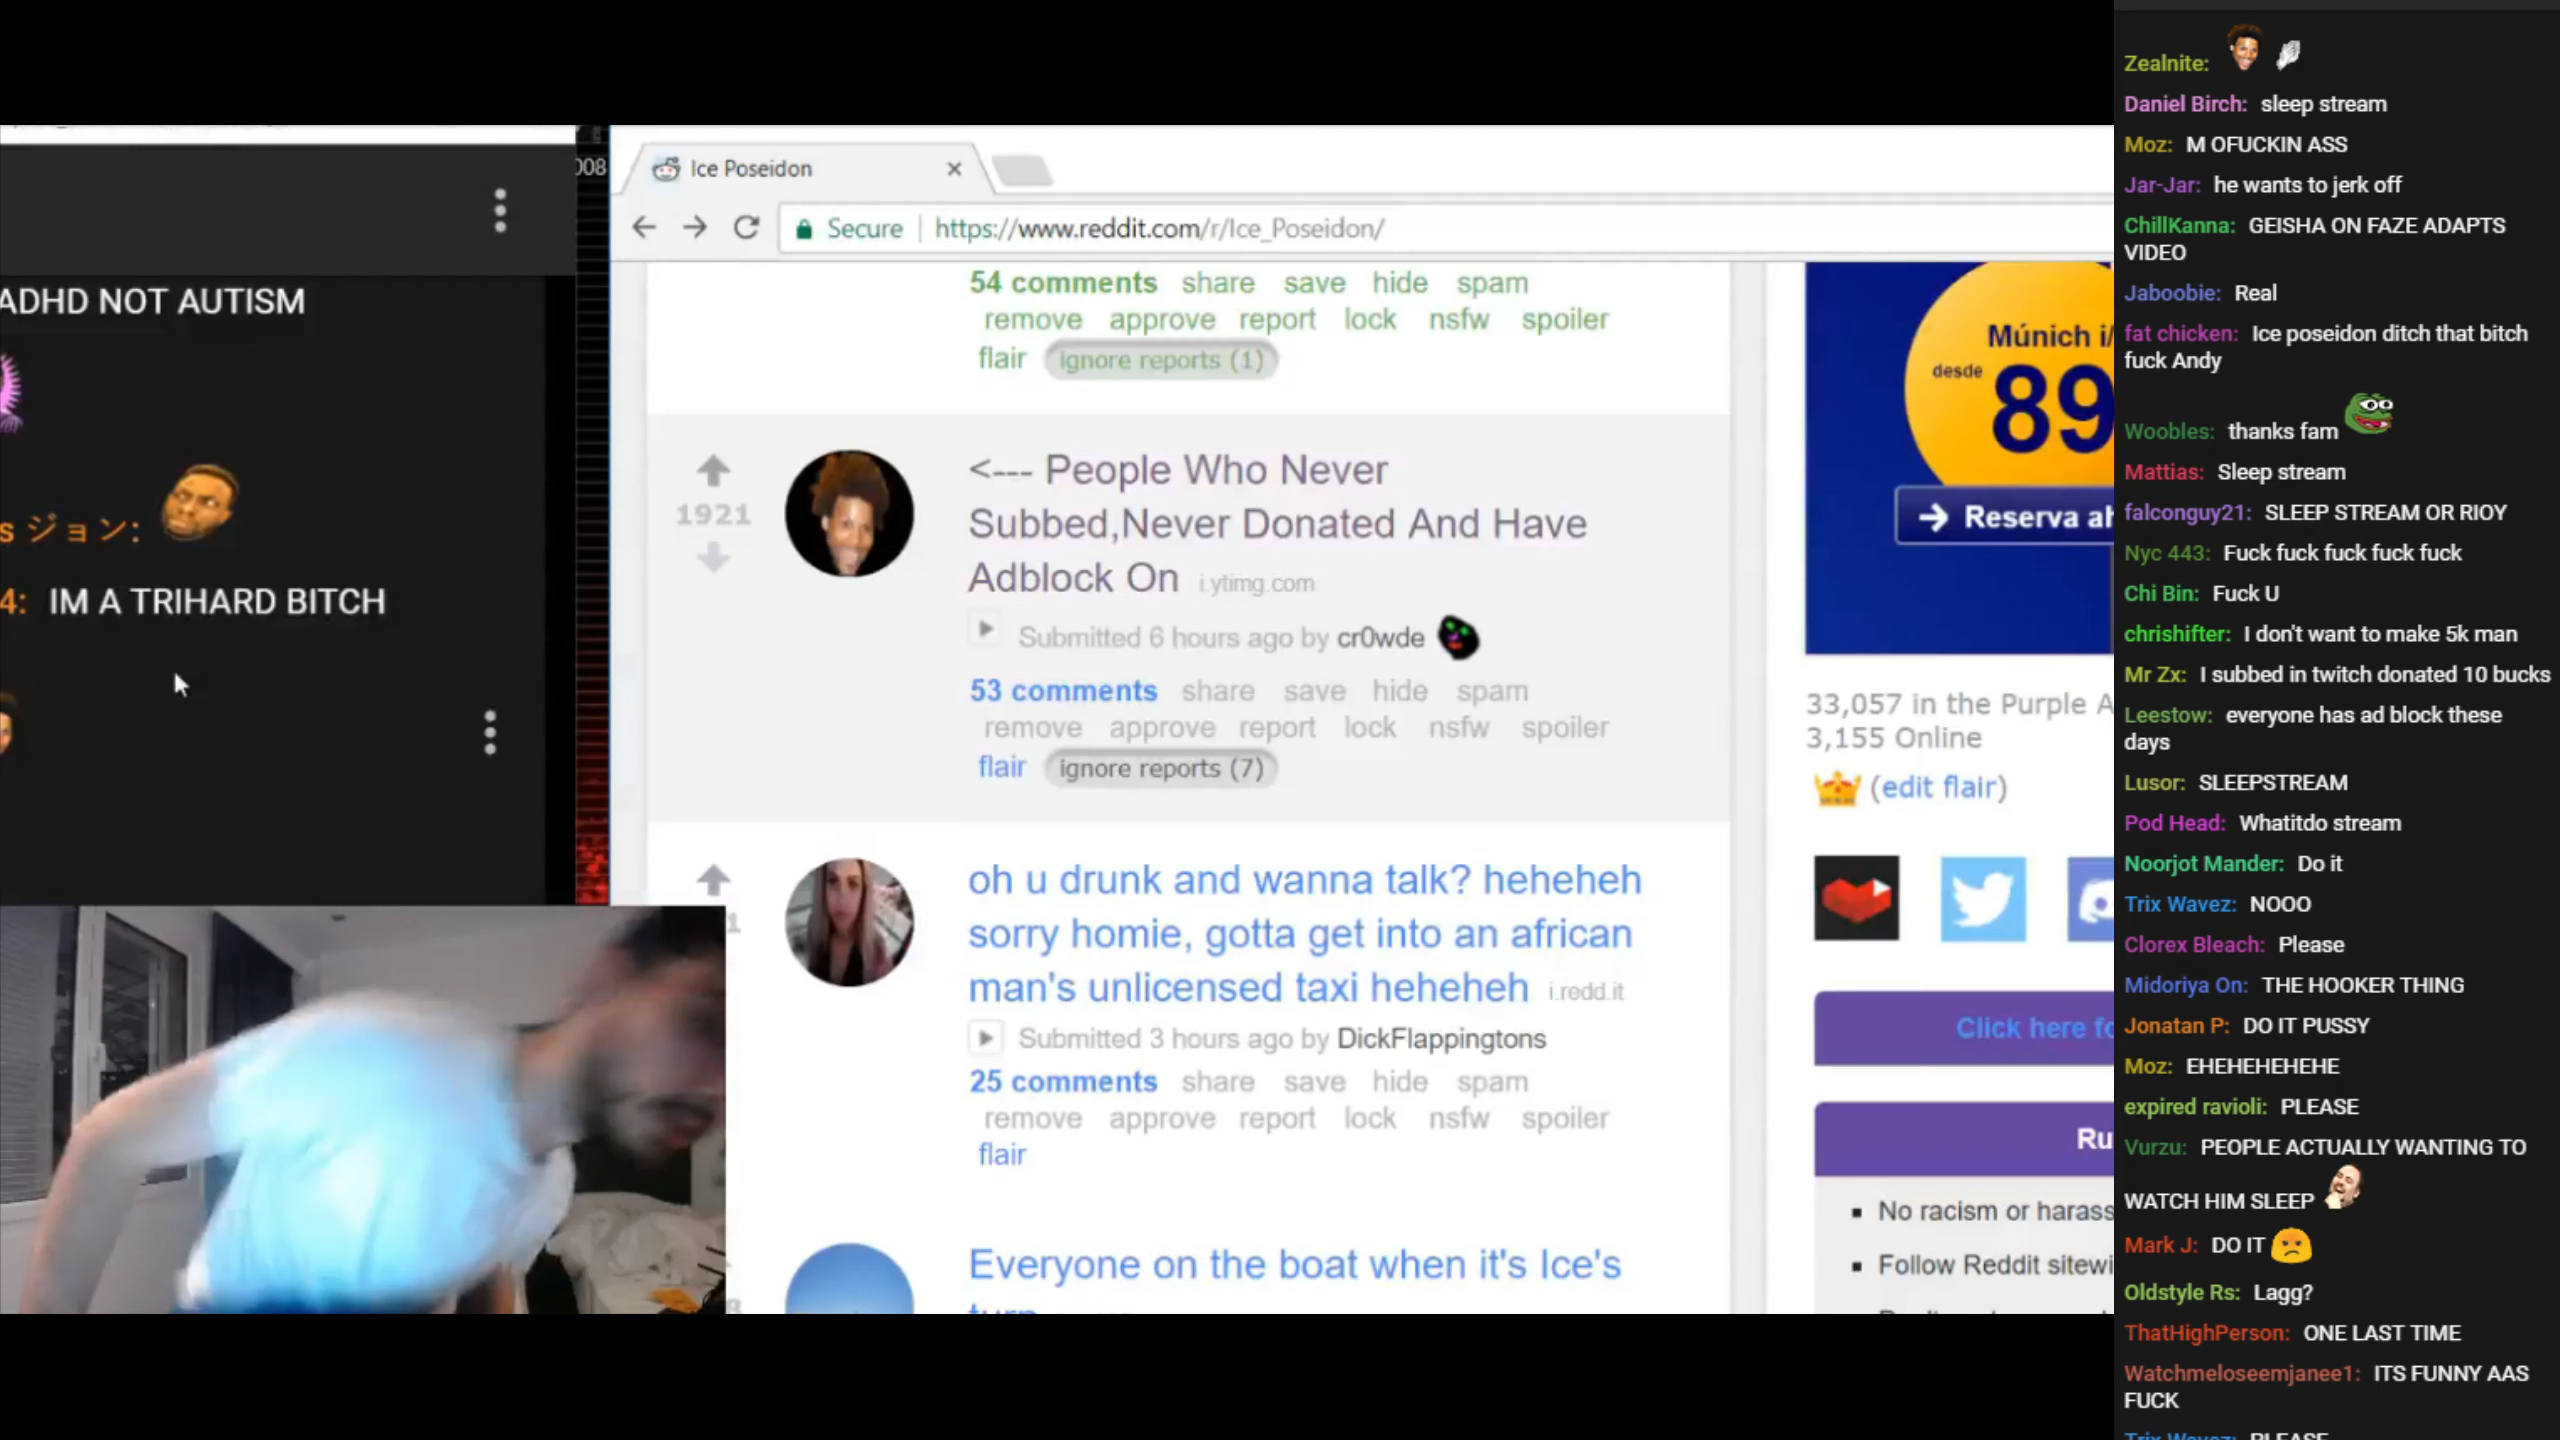 ADHD NOT AUTISM
s ジョン:
4: IM A TRIHARD BITCH
008
Ice Poseidon
Secure
https://www.reddit.com/r/Ice_Poseidon/
54 comments share save hide spam
remove approve report lock nsfw spoiler
flair ignore reports (1)
1921
<--- People Who Never
Subbed,Never Donated And Have
Adblock On i.ytimg.com
Submitted 6 hours ago by cr0wde
53 comments share save hide spam
remove approve report lock nsfw spoiler
flair ignore reports (7)
oh u drunk and wanna talk? heheheh
sorry homie, gotta get into an african
man's unlicensed taxi heheheh i.redd.it
Submitted 3 hours ago by DickFlappingtons
25 comments share save hide spam
remove approve report lock nsfw spoiler
flair
Everyone on the boat when it's Ice's
Múnich i/
desde
89
Reserva ah
33,057 in the Purple A
3,155 Online
(edit flair)
Click here fo
Ru
No racism or harass
Follow Reddit sitewi
Zealnite:
Daniel Birch: sleep stream
Moz: M OFUCKIN ASS
Jar-Jar: he wants to jerk off
ChillKanna: GEISHA ON FAZE ADAPTS
VIDEO
Jaboobie: Real
fat chicken: Ice poseidon ditch that bitch
fuck Andy
Woobles: thanks fam
Mattias: Sleep stream
falconguy21: SLEEP STREAM OR RIOY
Nyc 443: Fuck fuck fuck fuck fuck
Chi Bin: Fuck U
chrishifter: I don't want to make 5k man
Mr Zx: I subbed in twitch donated 10 bucks
Leestow: everyone has ad block these
days
Lusor: SLEEPSTREAM
Pod Head: Whatitdo stream
Noorjot Mander: Do it
Trix Wavez: NOOO
Clorex Bleach: Please
Midoriya On: THE HOOKER THING
Jonatan P: DO IT PUSSY
Moz: EHEHEHEHEHE
expired ravioli: PLEASE
Vurzu: PEOPLE ACTUALLY WANTING TO
WATCH HIM SLEEP
Mark J: DO IT
Oldstyle Rs: Lagg?
ThatHighPerson: ONE LAST TIME
Watchmeloseemjanee1: ITS FUNNY AAS
FUCK
Trix Wavez: PLEASE